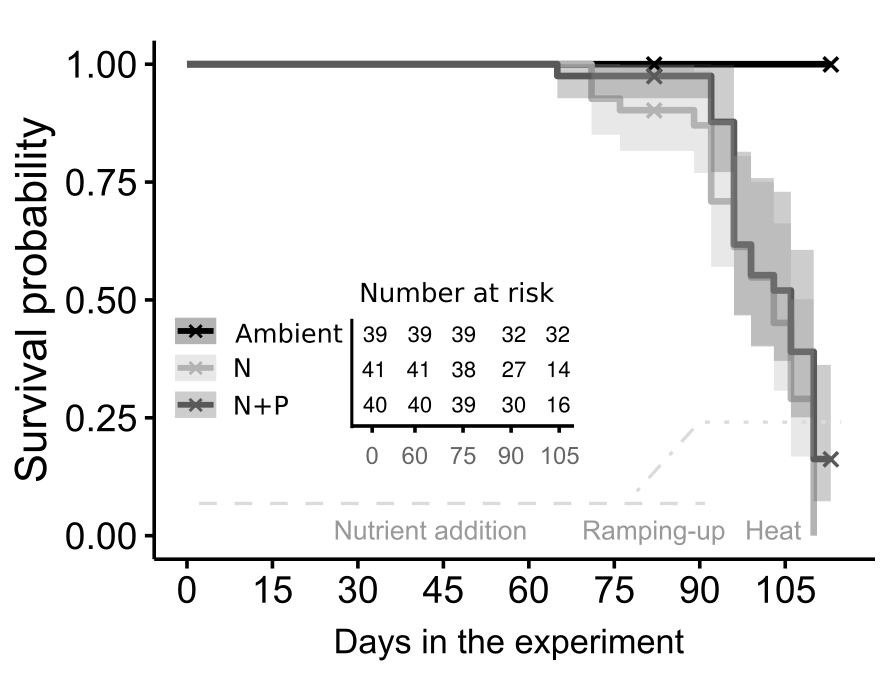 1.00
0.75
0.50
0.25
0.00
Survival probability
Number at risk
Ambient 39 39 39 32 32
N 41 41 38 27 14
N+P 40 40 39 30 16
0 60 75 90 105
Nutrient addition Ramping-up Heat
0 15 30 45 60 75 90 105
Days in the experiment